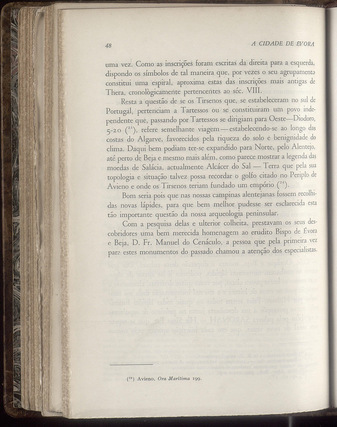 48 A CIDADE DE EVORA
uma vez. Como as inscrições foram escritas da direita para a esquerda,
dispondo os símbolos de tal maneira que, por vezes o seu agrupamento
constitui uma espiral, aproxima estas das inscrições mais antigas de
Thera, cronològicamente pertencentes ao séc. VIII.
Resta a questão de se os Tirsenos que, se estabeleceram no sul de
Portugal, pertenciam a Tartessos ou se constituíram um povo inde-
pendente que, passando por Tartessos se dirigiam para Oeste—Diodoro,
5-20 refere semelhante viagem—estabelecendo-se ao longo das
costas do Algarve, favorecidos pela riqueza do solo e benignidade do
clima. Daqui bem podiam ter-se expandido para Norte, pelo Alentejo,
até perto de Beja e mesmo mais além, como parece mostrar a legenda das
moedas de Salácia, actualmente Alcácer do Sal — Terra que pela sua
topologia e situação talvez possa recordar o golfo citado no Periplo de
Avieno e onde os Tirsenos teriam fundado um empório
Bom seria pois que nas nossas campinas alentejanas fossem recolhi-
das novas lápides, para que bem melhor pudesse ser esclarecida esta
tão importante questão da nossa arqueologia peninsular.
Com a pesquisa delas e ulterior colheita, prestavam os seus des-
cobridores uma bem merecida homenagem ao erudito Bispo de Évora
e Beja, D. Fr. Manuel do Cenáculo, a pessoa que pela primeira vez
para estes monumentos do passado chamou a atenção dos especialistas.
Avieno, Ora Maritima 199.